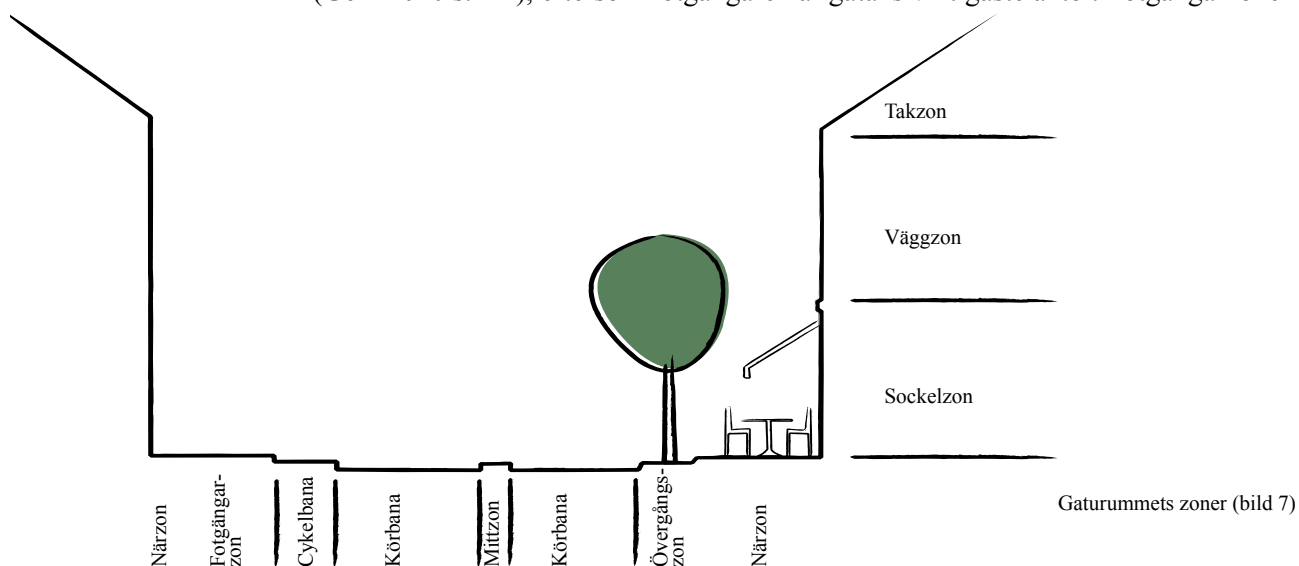 Takzon
Väggzon
Sockelzon
Gaturummets zoner (bild 7)
Närzon
Fotgängar-
zon
Cykelbana
Körbana
Mittzon
Körbana
Övergångs-
zon
Närzon